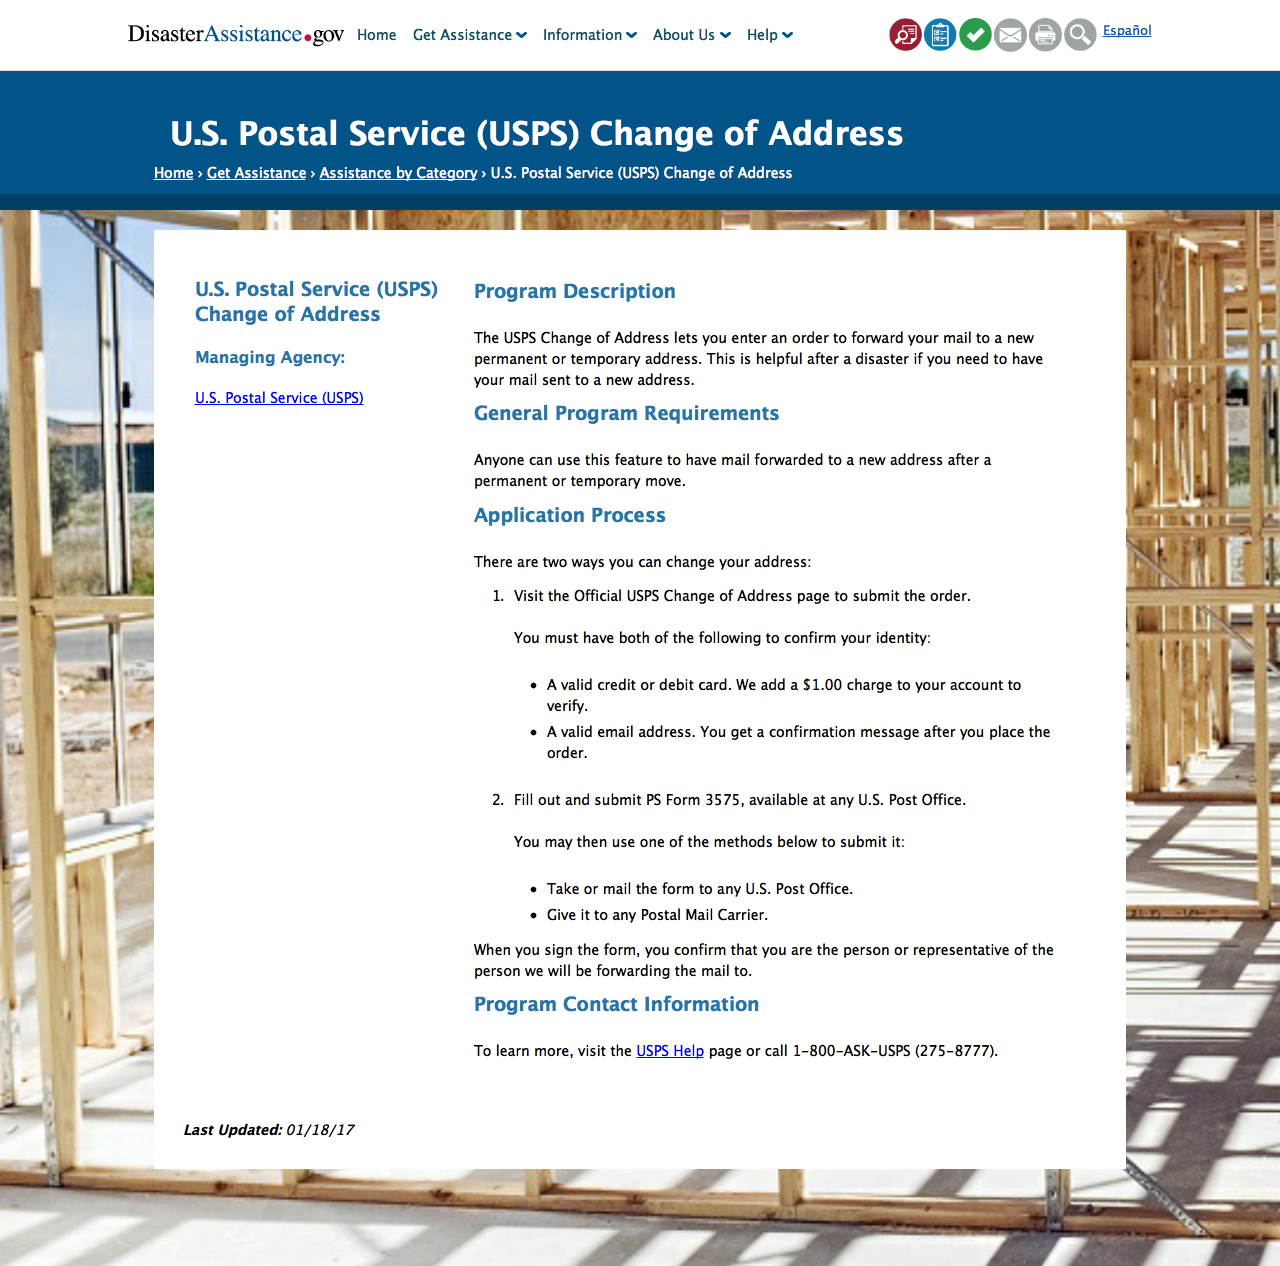 DisasterAssistance.gov Home Get Assistance Information About Us Help Español
U.S. Postal Service (USPS) Change of Address
Home › Get Assistance › Assistance by Category › U.S. Postal Service (USPS) Change of Address
U.S. Postal Service (USPS)
Change of Address
Managing Agency:
U.S. Postal Service (USPS)
Program Description
The USPS Change of Address lets you enter an order to forward your mail to a new
permanent or temporary address. This is helpful after a disaster if you need to have
your mail sent to a new address.
General Program Requirements
Anyone can use this feature to have mail forwarded to a new address after a
permanent or temporary move.
Application Process
There are two ways you can change your address:
1. Visit the Official USPS Change of Address page to submit the order.
You must have both of the following to confirm your identity:
• A valid credit or debit card. We add a $1.00 charge to your account to
verify.
• A valid email address. You get a confirmation message after you place the
order.
2. Fill out and submit PS Form 3575, available at any U.S. Post Office.
You may then use one of the methods below to submit it:
• Take or mail the form to any U.S. Post Office.
• Give it to any Postal Mail Carrier.
When you sign the form, you confirm that you are the person or representative of the
person we will be forwarding the mail to.
Program Contact Information
To learn more, visit the USPS Help page or call 1-800-ASK-USPS (275-8777).
Last Updated: 01/18/17